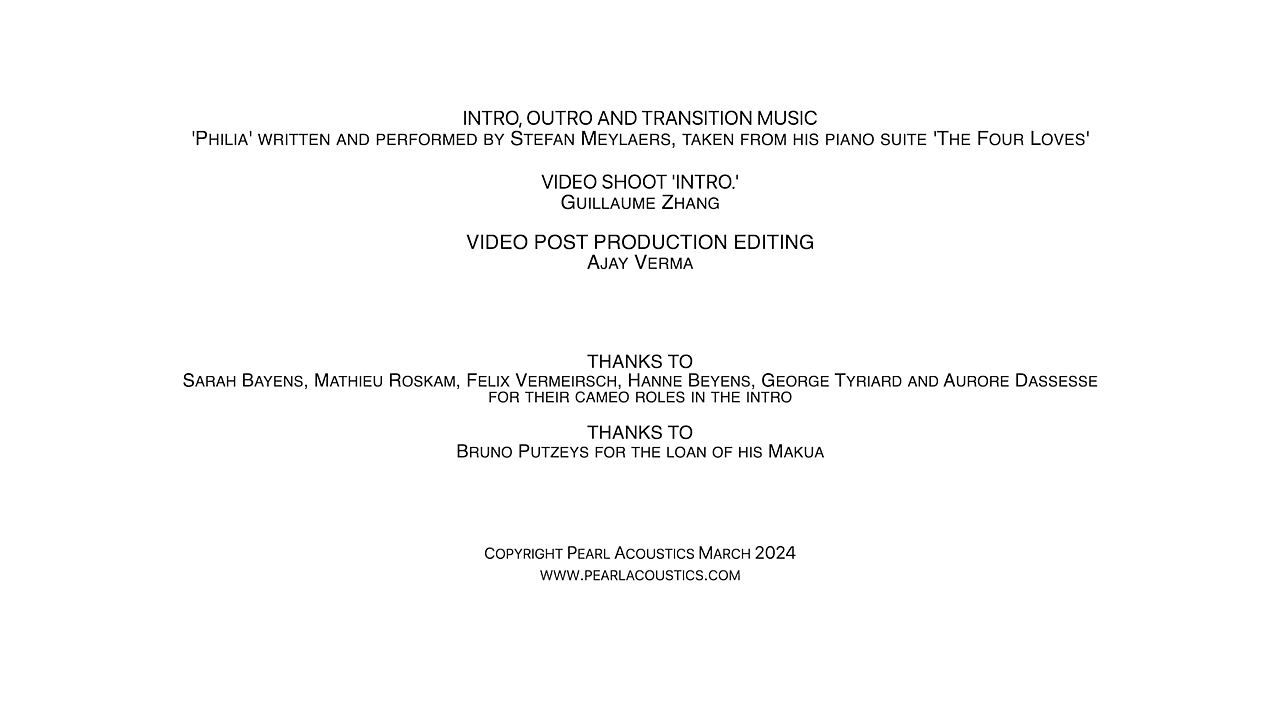 INTRO, OUTRO AND TRANSITION MUSIC
'Philia' written and performed by Stefan Meylaers, taken from his piano suite 'The Four Loves'
VIDEO SHOOT 'INTRO.'
Guillaume Zhang
VIDEO POST PRODUCTION EDITING
Ajay Verma
THANKS TO
Sarah Bayens, Mathieu Roskam, Felix Vermeirsch, Hanne Beyens, George Tyriard and Aurore Dassesse
for their cameo roles in the intro
THANKS TO
Bruno Putzeys for the loan of his Makua
Copyright Pearl Acoustics March 2024
www.pearlacoustics.com